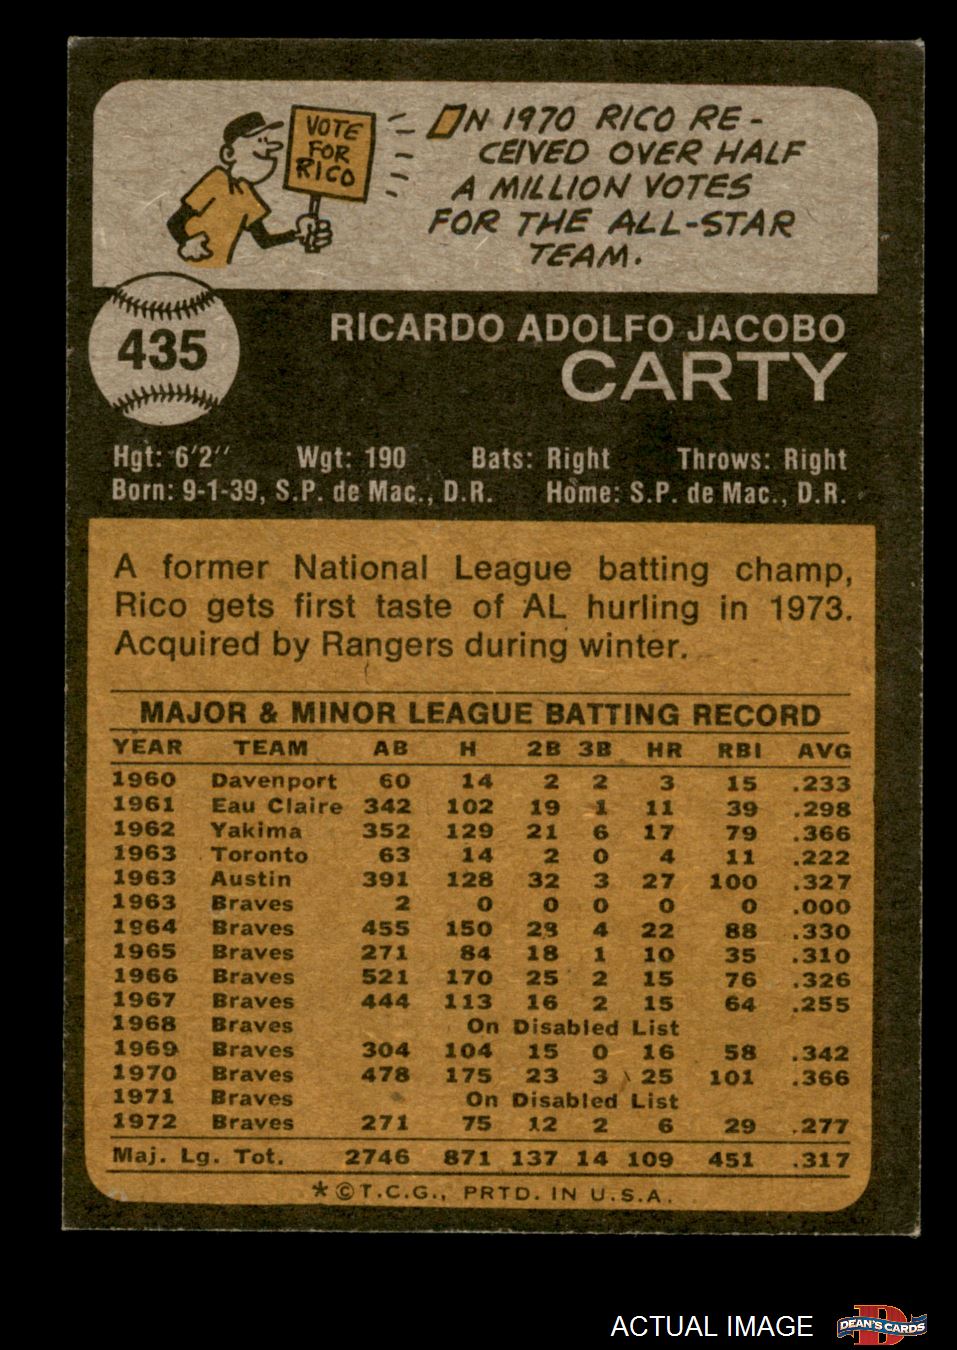 VOTE
FOR
RICO
IN 1970 RICO RE-
CEIVED OVER HALF
A MILLION VOTES
FOR THE ALL-STAR
TEAM.
435
RICARDO ADOLFO JACOBO
CARTY
Hgt: 6'2" Wgt: 190 Bats: Right Throws: Right
Born: 9-1-39, S.P. de Mac., D.R. Home: S.P. de Mac., D.R.
A former National League batting champ,
Rico gets first taste of AL hurling in 1973.
Acquired by Rangers during winter.
MAJOR & MINOR LEAGUE BATTING RECORD
YEAR TEAM AB H 2B 3B HR RBI AVG
1960 Davenport 60 14 2 2 3 15 .233
1961 Eau Claire 342 102 19 1 11 39 .298
1962 Yakima 352 129 21 6 17 79 .366
1963 Toronto 63 14 2 0 4 11 .222
1963 Austin 391 128 32 3 27 100 .327
1963 Braves 2 0 0 0 0 0 .000
1964 Braves 455 150 28 4 22 88 .330
1965 Braves 271 84 18 1 10 35 .310
1966 Braves 521 170 25 2 15 76 .326
1967 Braves 444 113 16 2 15 64 .255
1968 Braves On Disabled List
1969 Braves 304 104 15 0 16 58 .342
1970 Braves 478 175 23 3 25 101 .366
1971 Braves On Disabled List
1972 Braves 271 75 12 2 6 29 .277
Maj. Lg. Tot. 2746 871 137 14 109 451 .317
*©T.C.G., PRTD. IN U.S.A.
ACTUAL IMAGE
D
DEAN'S CARDS